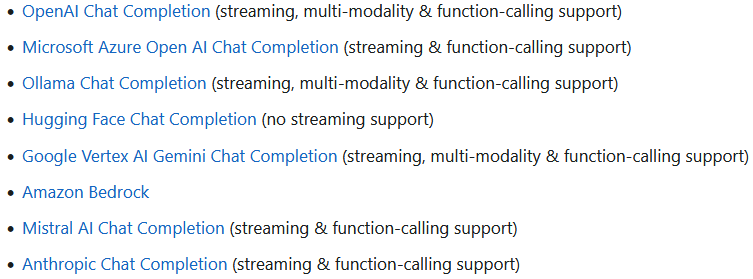 • OpenAI Chat Completion (streaming, multi-modality & function-calling support)
• Microsoft Azure Open AI Chat Completion (streaming & function-calling support)
• Ollama Chat Completion (streaming, multi-modality & function-calling support)
• Hugging Face Chat Completion (no streaming support)
• Google Vertex AI Gemini Chat Completion (streaming, multi-modality & function-calling support)
• Amazon Bedrock
• Mistral AI Chat Completion (streaming & function-calling support)
• Anthropic Chat Completion (streaming & function-calling support)